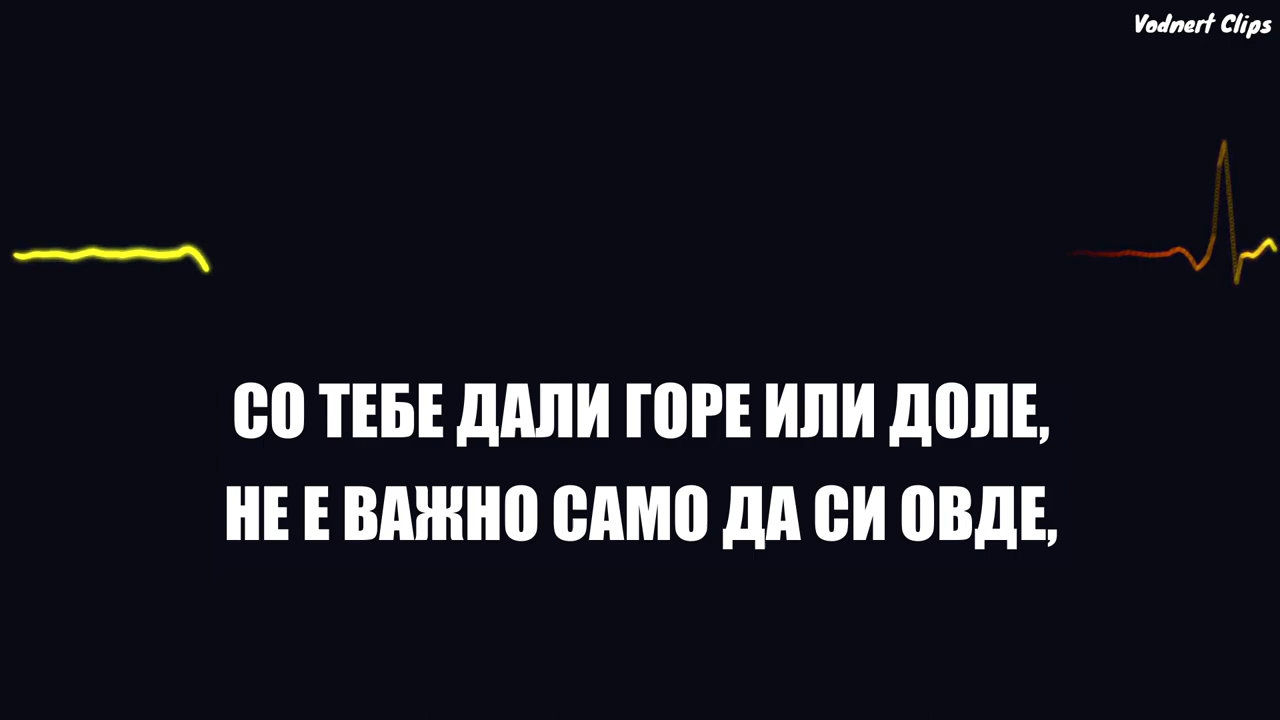 Vodnert Clips
СО ТЕБЕ ДАЛИ ГОРЕ ИЛИ ДОЛЕ,
НЕ Е ВАЖНО САМО ДА СИ ОВДЕ,